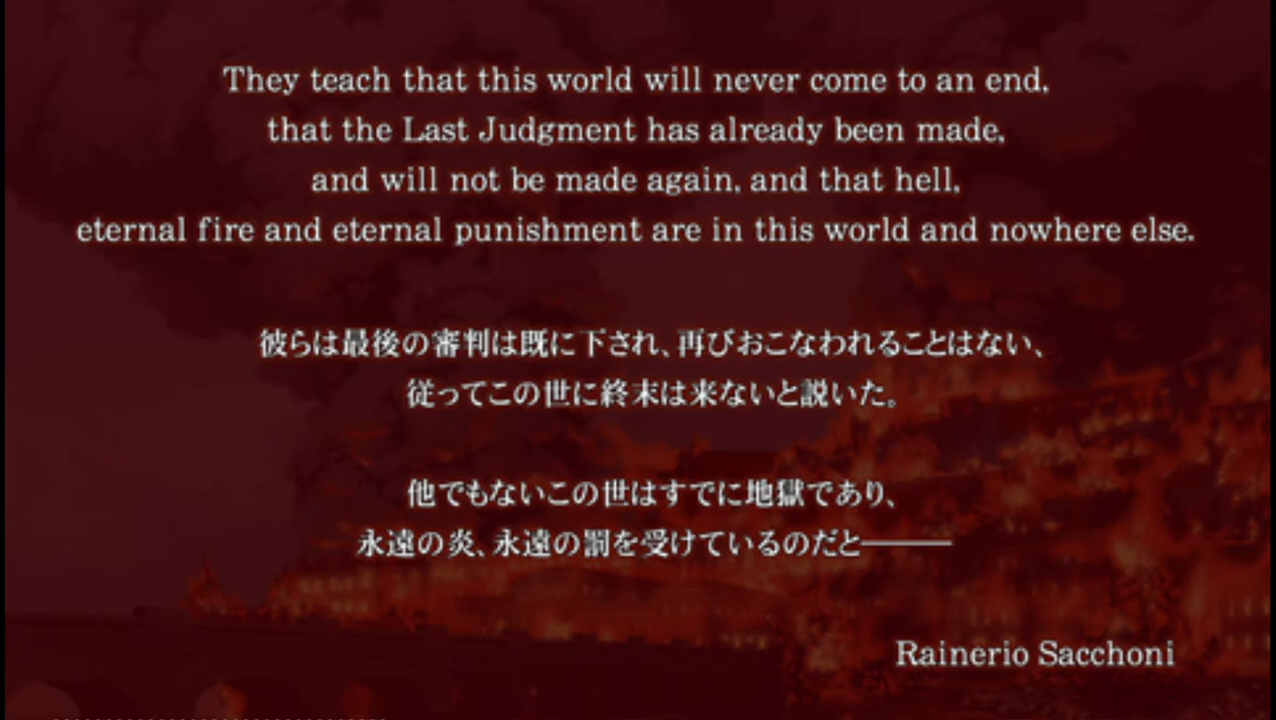 They teach that this world will never come to an end,
that the Last Judgment has already been made,
and will not be made again, and that hell,
eternal fire and eternal punishment are in this world and nowhere else.
彼らは最後の審判は既に下され、再びおこなわれることはない、
従ってこの世に終末は来ないと説いた。
他でもないこの世はすでに地獄であり、
永遠の炎、永遠の罰を受けているのだと―――
Rainerio Sacchoni